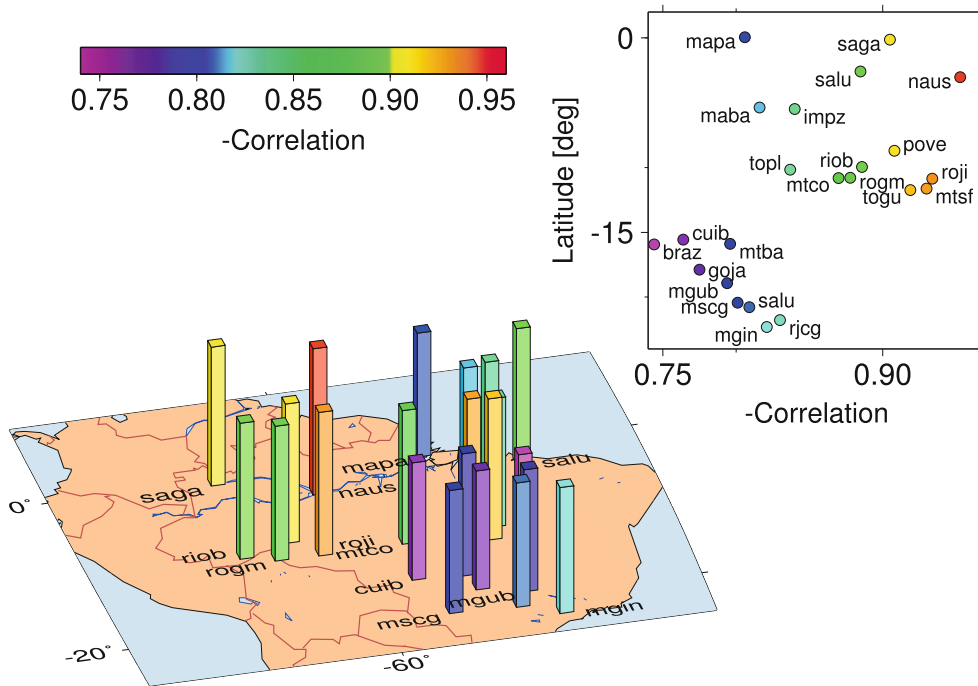 0.75 0.80 0.85 0.90 0.95
-Correlation
Latitude [deg]
0
-15
mapa
saga
salu
naus
maba
impz
pove
topl
riob
mtco
rogm
roji
togu
mtsf
cuib
braz
mtba
goja
mgub
mscg
salu
mgin
rjcg
0.75 0.90
-Correlation
mapa
salu
saga
naus
0°
roji
riob
mtco
rogm
cuib
mgub
mgin
mscg
-20°
-60°